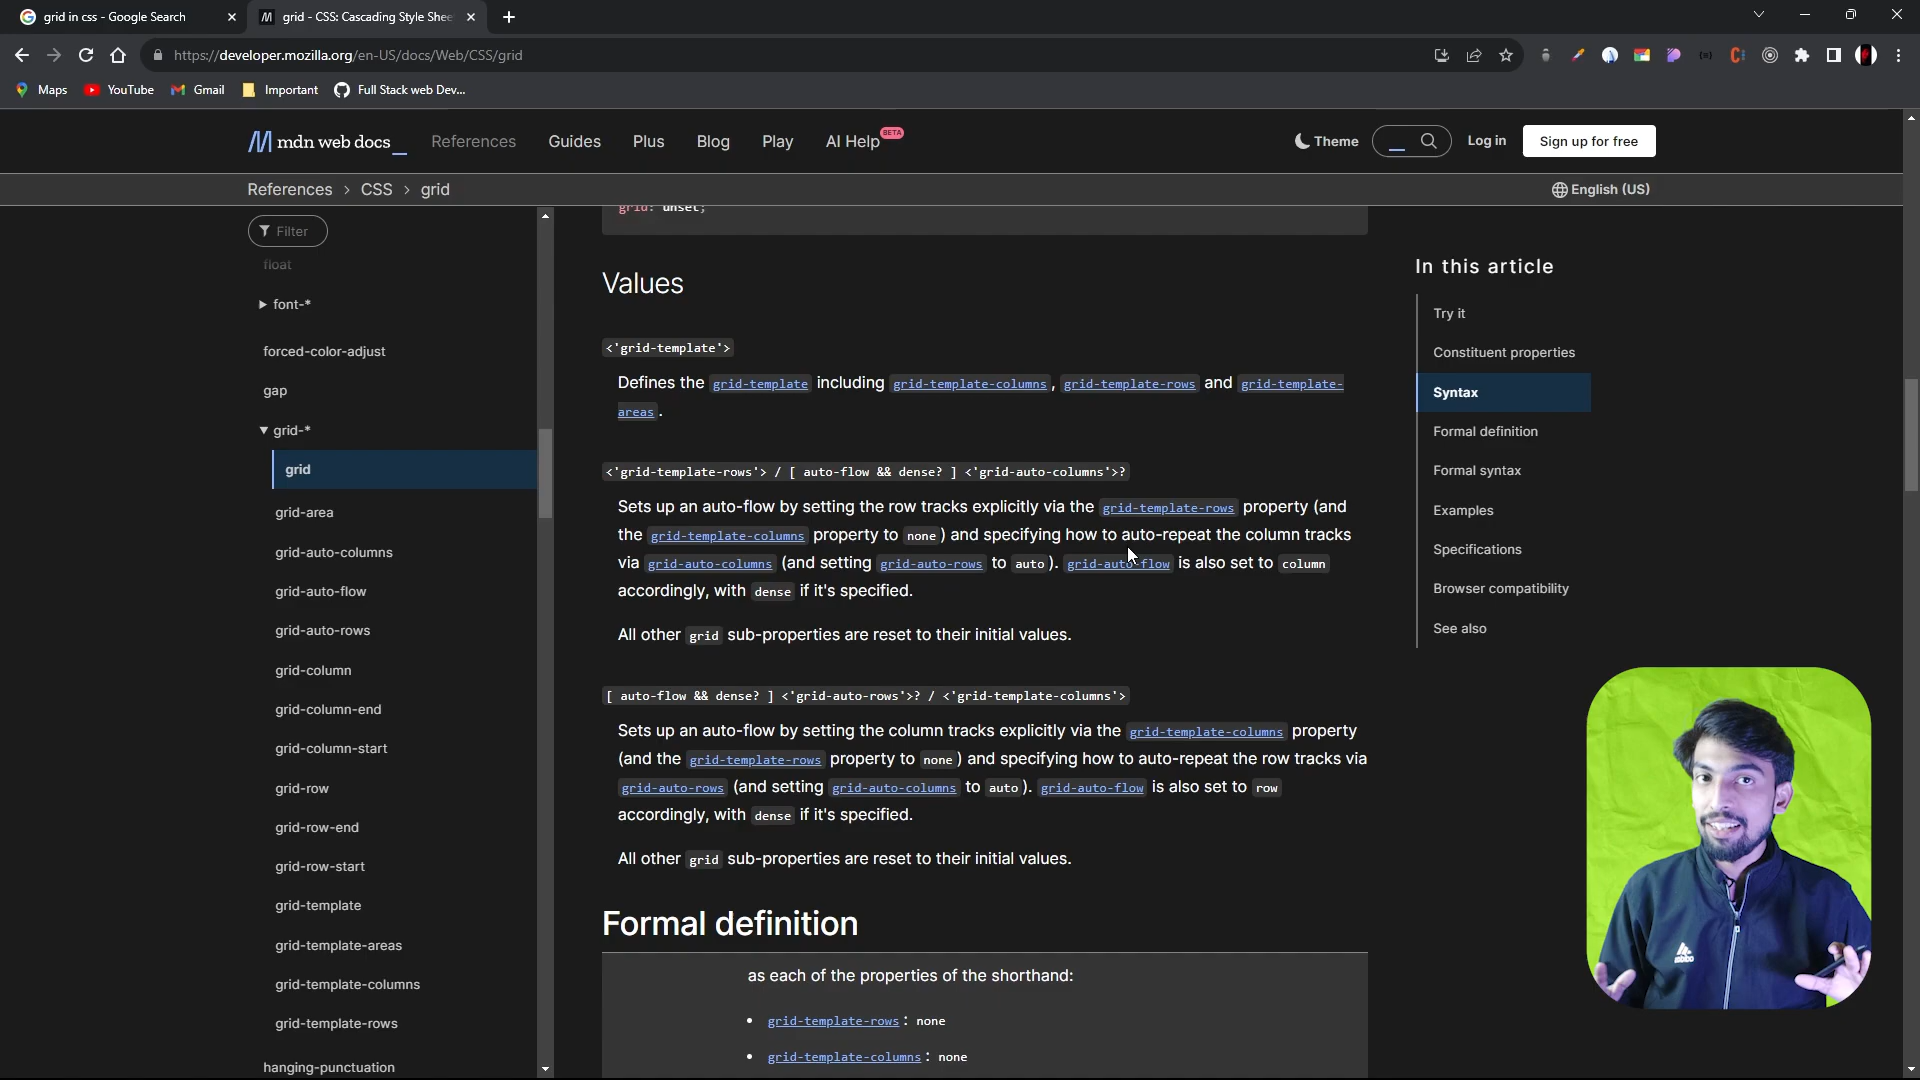 grid in css - Google Search
grid - CSS: Cascading Style Shee
https://developer.mozilla.org/en-US/docs/Web/CSS/grid
Maps YouTube Gmail Important Full Stack web Dev...
mdn web docs_ References Guides Plus Blog Play AI Help BETA Theme Log in Sign up for free
References > CSS > grid English (US)
Filter
float
font-*
forced-color-adjust
gap
grid-*
grid
grid-area
grid-auto-columns
grid-auto-flow
grid-auto-rows
grid-column
grid-column-end
grid-column-start
grid-row
grid-row-end
grid-row-start
grid-template
grid-template-areas
grid-template-columns
grid-template-rows
hanging-punctuation
grid: unset;
Values
<'grid-template'>
Defines the grid-template including grid-template-columns, grid-template-rows and grid-template-
areas.
<'grid-template-rows'> / [ auto-flow && dense? ] <'grid-auto-columns'>?
Sets up an auto-flow by setting the row tracks explicitly via the grid-template-rows property (and
the grid-template-columns property to none) and specifying how to auto-repeat the column tracks
via grid-auto-columns (and setting grid-auto-rows to auto). grid-auto-flow is also set to column
accordingly, with dense if it's specified.
All other grid sub-properties are reset to their initial values.
[ auto-flow && dense? ] <'grid-auto-rows'>? / <'grid-template-columns'>
Sets up an auto-flow by setting the column tracks explicitly via the grid-template-columns property
(and the grid-template-rows property to none) and specifying how to auto-repeat the row tracks via
grid-auto-rows (and setting grid-auto-columns to auto). grid-auto-flow is also set to row
accordingly, with dense if it's specified.
All other grid sub-properties are reset to their initial values.
Formal definition
as each of the properties of the shorthand:
• grid-template-rows: none
• grid-template-columns: none
In this article
Try it
Constituent properties
Syntax
Formal definition
Formal syntax
Examples
Specifications
Browser compatibility
See also